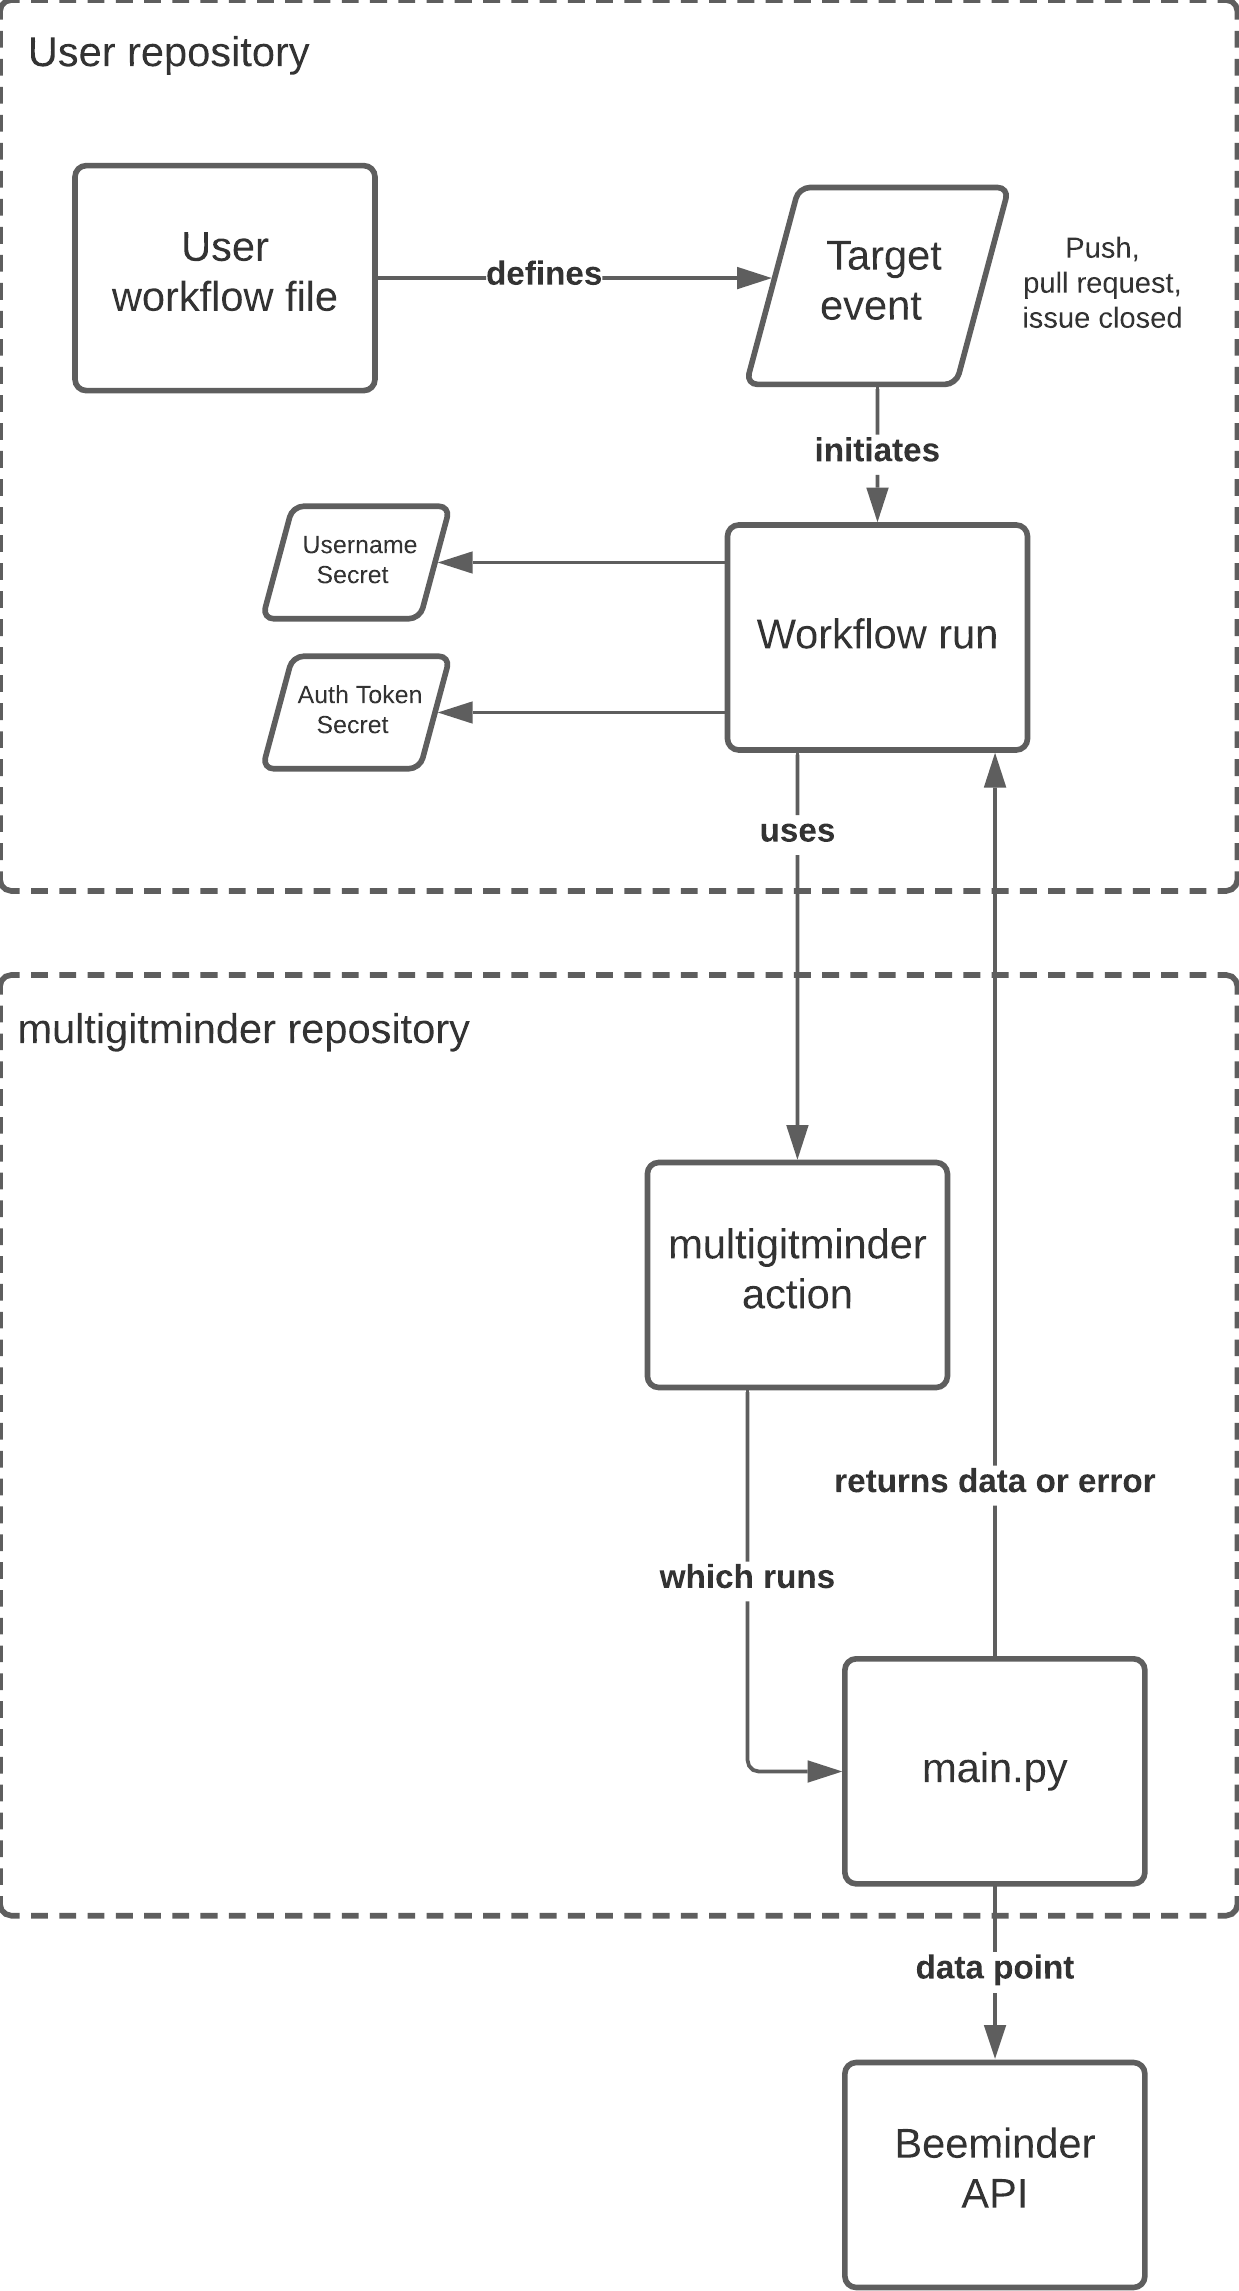 User repository
User
workflow file
defines
Target
event
Push,
pull request,
issue closed
initiates
Username
Secret
Auth Token
Secret
Workflow run
uses
multigitminder repository
multigitminder
action
returns data or error
which runs
main.py
data point
Beeminder
API